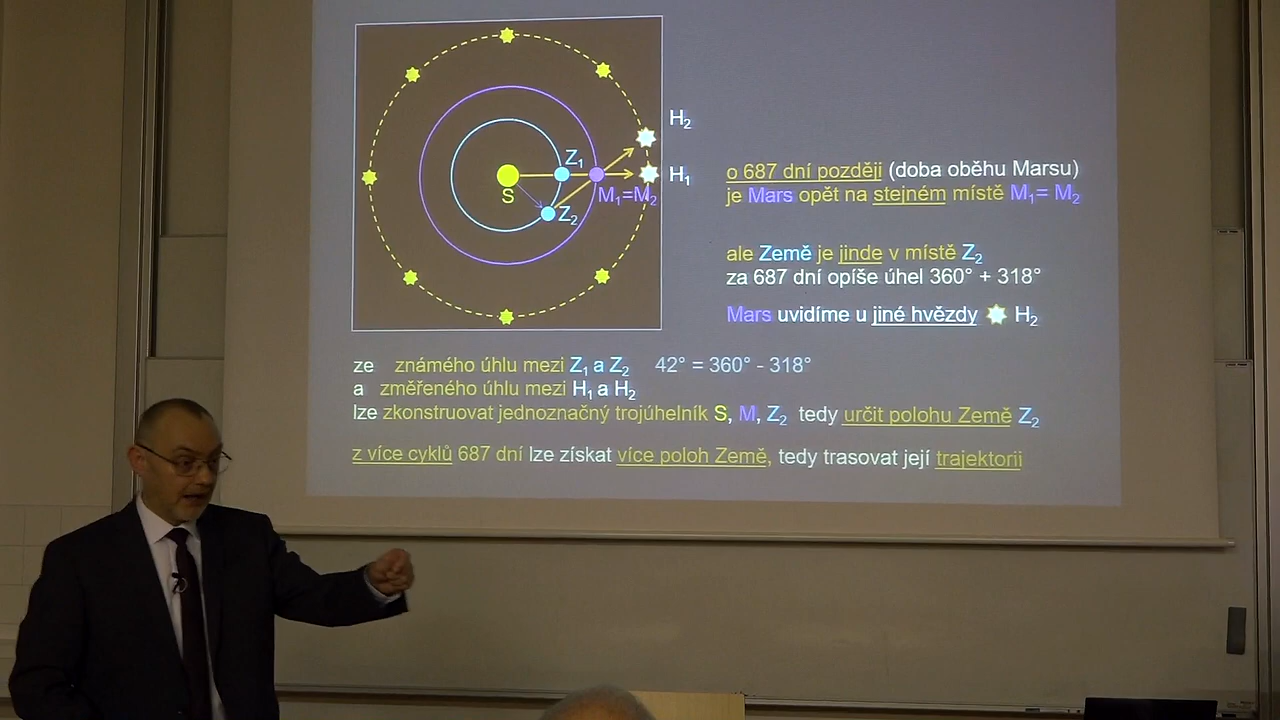 H₂
Z₁
H₁
S
M₁=M₂
Z₂
o 687 dní později (doba oběhu Marsu)
je Mars opět na stejném místě M₁= M₂
ale Země je jinde v místě Z₂
za 687 dní opíše úhel 360° + 318°
Mars uvidíme u jiné hvězdy H₂
ze známého úhlu mezi Z₁ a Z₂ 42° = 360° - 318°
a změřeného úhlu mezi H₁ a H₂
lze zkonstruovat jednoznačný trojúhelník S, M, Z₂ tedy určit polohu Země Z₂
z více cyklů 687 dní lze získat více poloh Země, tedy trasovat její trajektorii